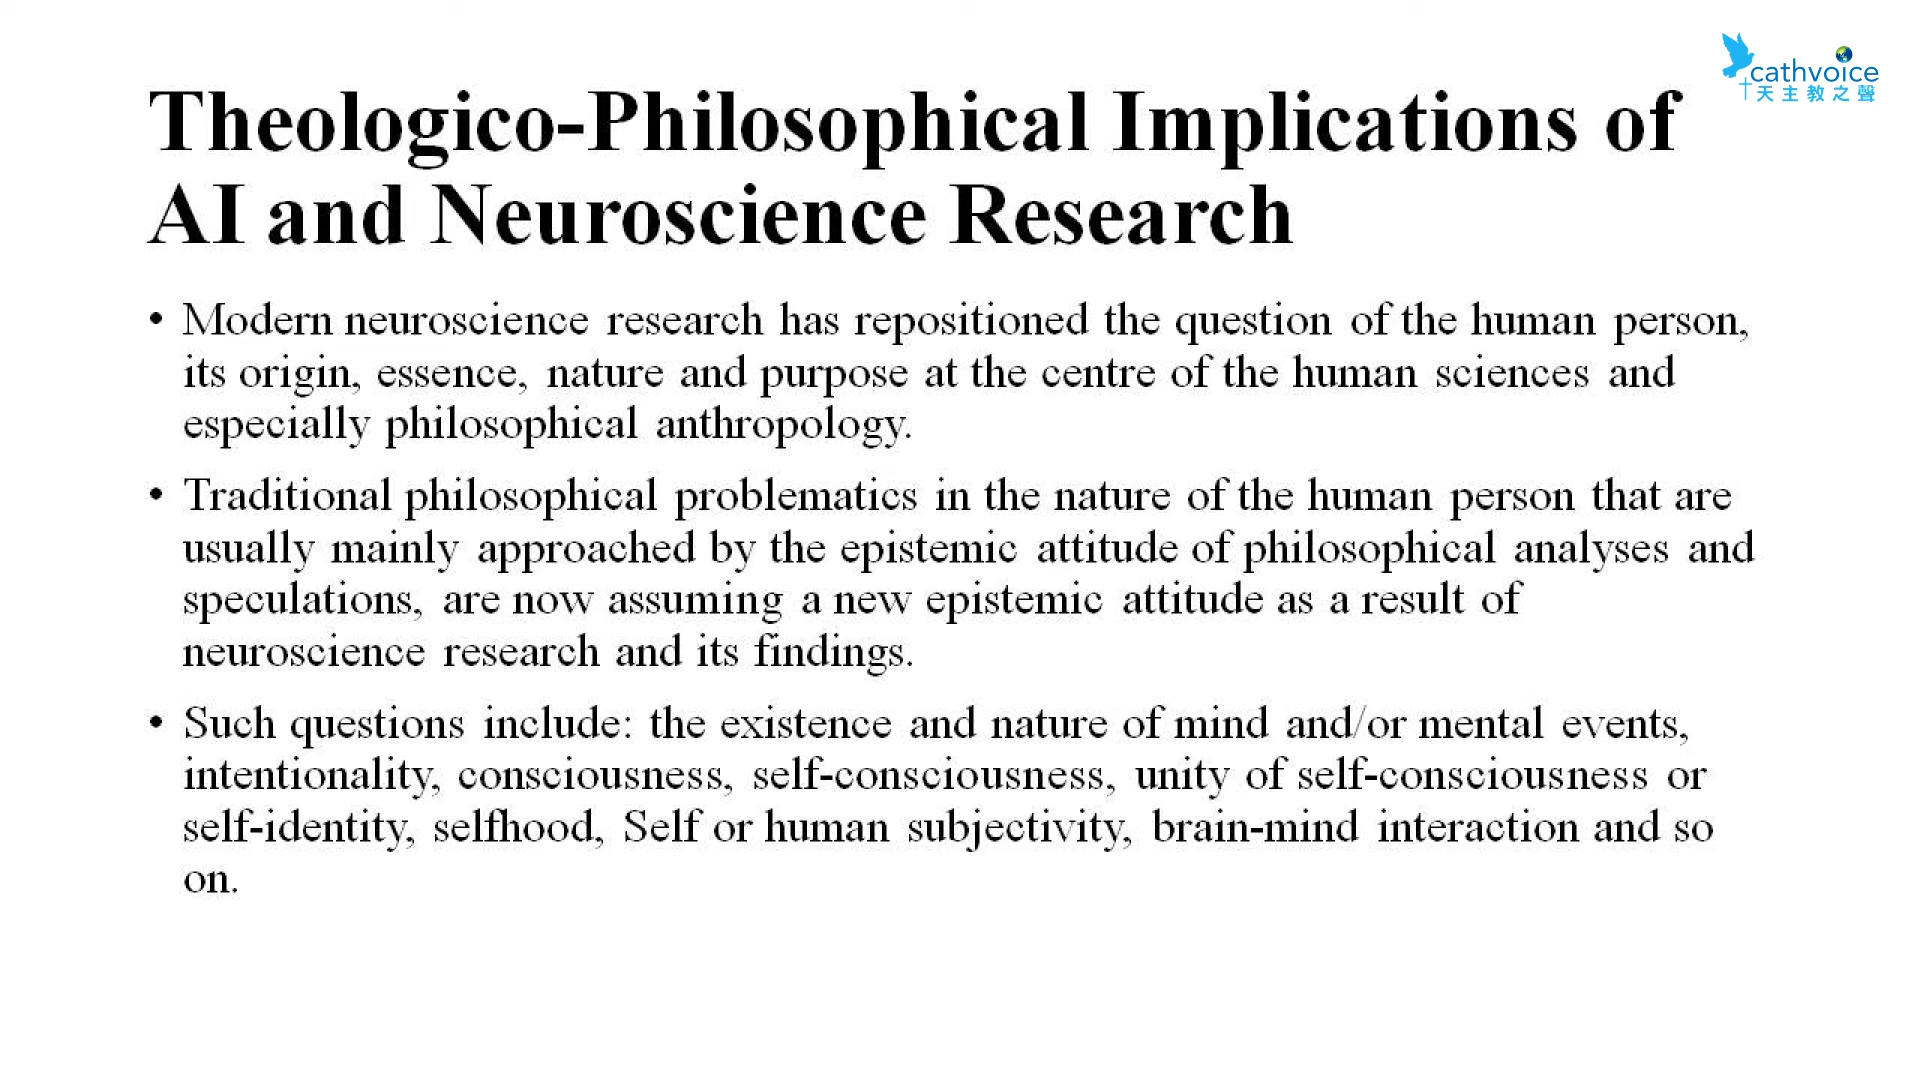 cathvoice
天主教之聲
Theologico-Philosophical Implications of
AI and Neuroscience Research
• Modern neuroscience research has repositioned the question of the human person,
its origin, essence, nature and purpose at the centre of the human sciences and
especially philosophical anthropology.
• Traditional philosophical problematics in the nature of the human person that are
usually mainly approached by the epistemic attitude of philosophical analyses and
speculations, are now assuming a new epistemic attitude as a result of
neuroscience research and its findings.
• Such questions include: the existence and nature of mind and/or mental events,
intentionality, consciousness, self-consciousness, unity of self-consciousness or
self-identity, selfhood, Self or human subjectivity, brain-mind interaction and so
on.